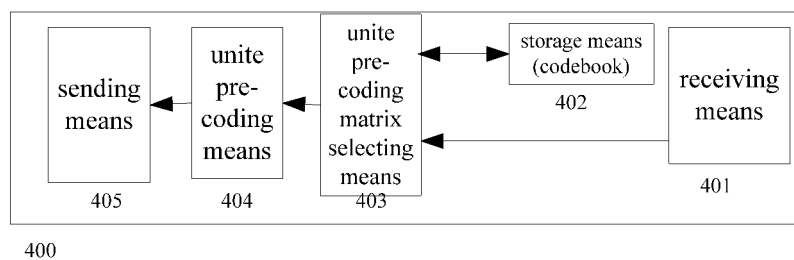 sending
means
405
unite
pre-
coding
means
404
unite
pre-
coding
matrix
selecting
means
403
storage means
(codebook)
402
receiving
means
401
400